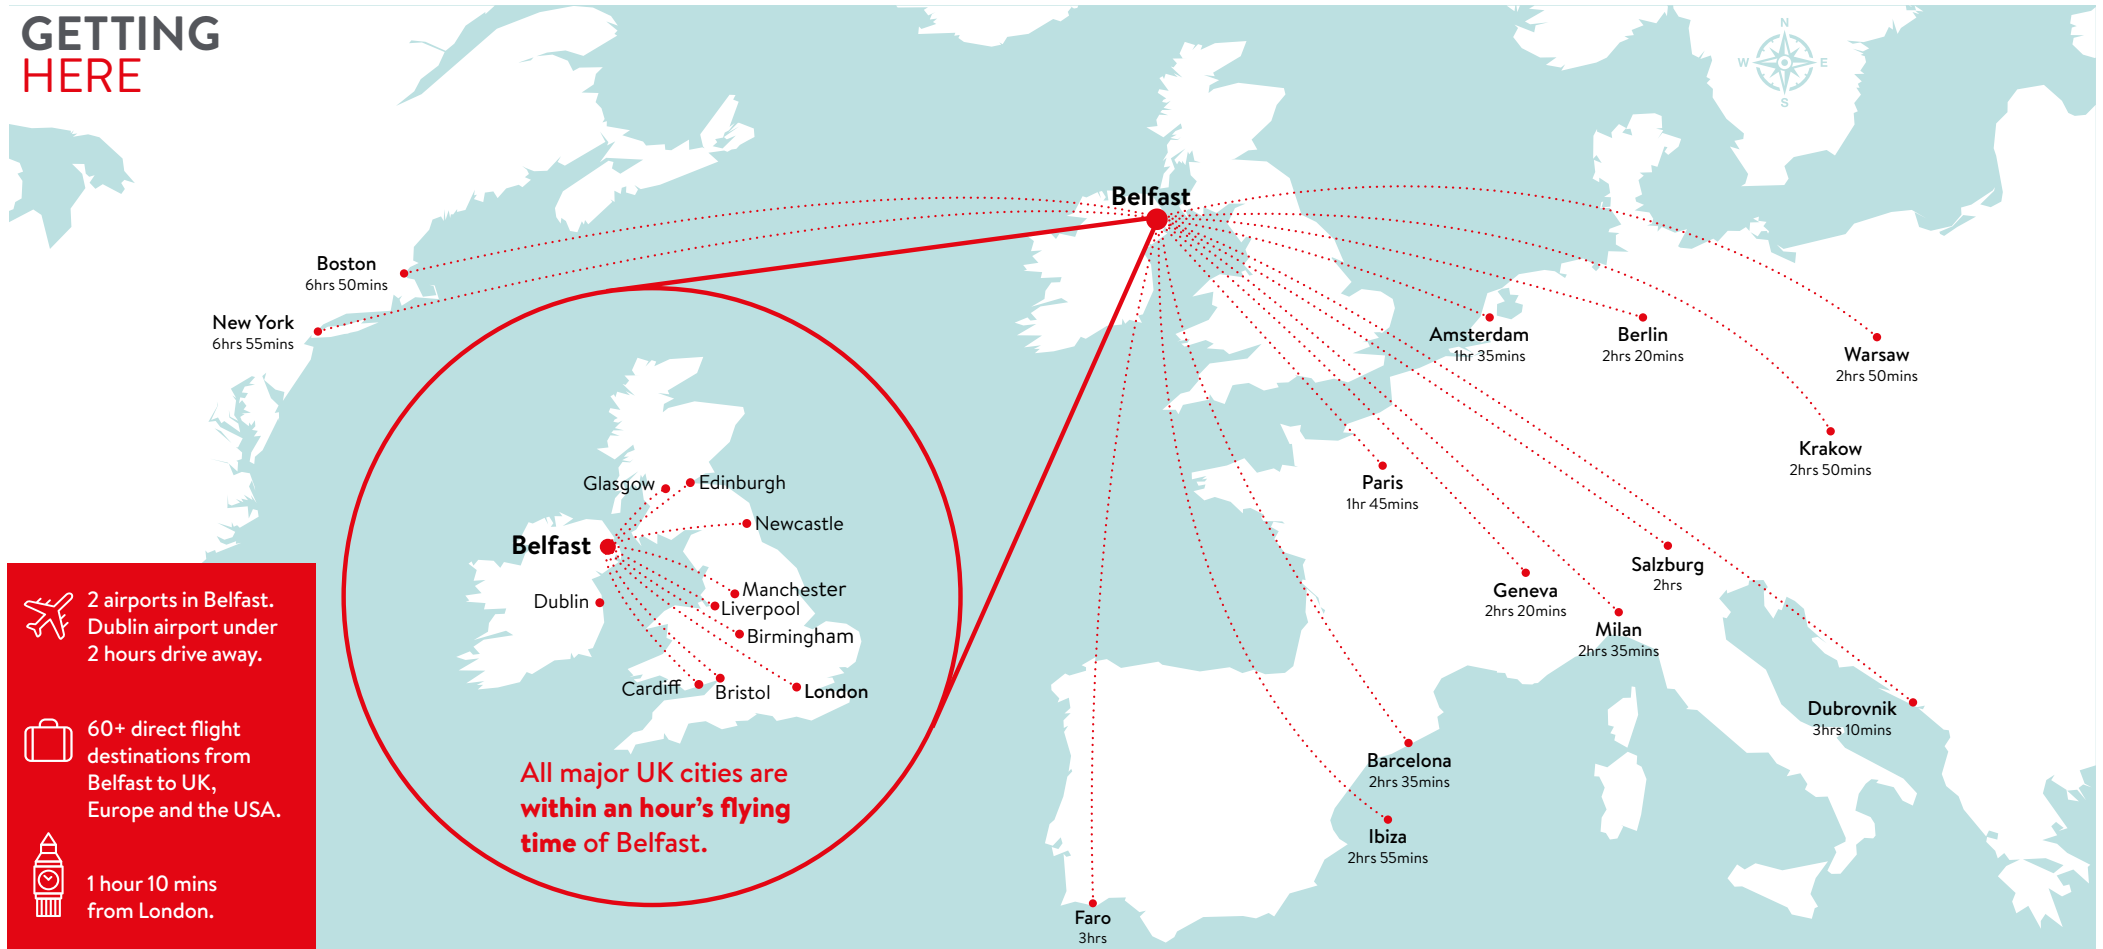 GETTING
HERE
N
W
E
S
Belfast
Boston
6hrs 50mins
New York
6hrs 55mins
Amsterdam
1hr 35mins
Berlin
2hrs 20mins
Warsaw
2hrs 50mins
Krakow
2hrs 50mins
Paris
1hr 45mins
Salzburg
2hrs
Geneva
2hrs 20mins
Milan
2hrs 35mins
Dubrovnik
3hrs 10mins
Barcelona
2hrs 35mins
Ibiza
2hrs 55mins
Faro
3hrs
Glasgow
Edinburgh
Newcastle
Belfast
Manchester
Dublin
Liverpool
Birmingham
Cardiff
Bristol
London
All major UK cities are
within an hour's flying
time of Belfast.
2 airports in Belfast.
Dublin airport under
2 hours drive away.
60+ direct flight
destinations from
Belfast to UK,
Europe and the USA.
1 hour 10 mins
from London.